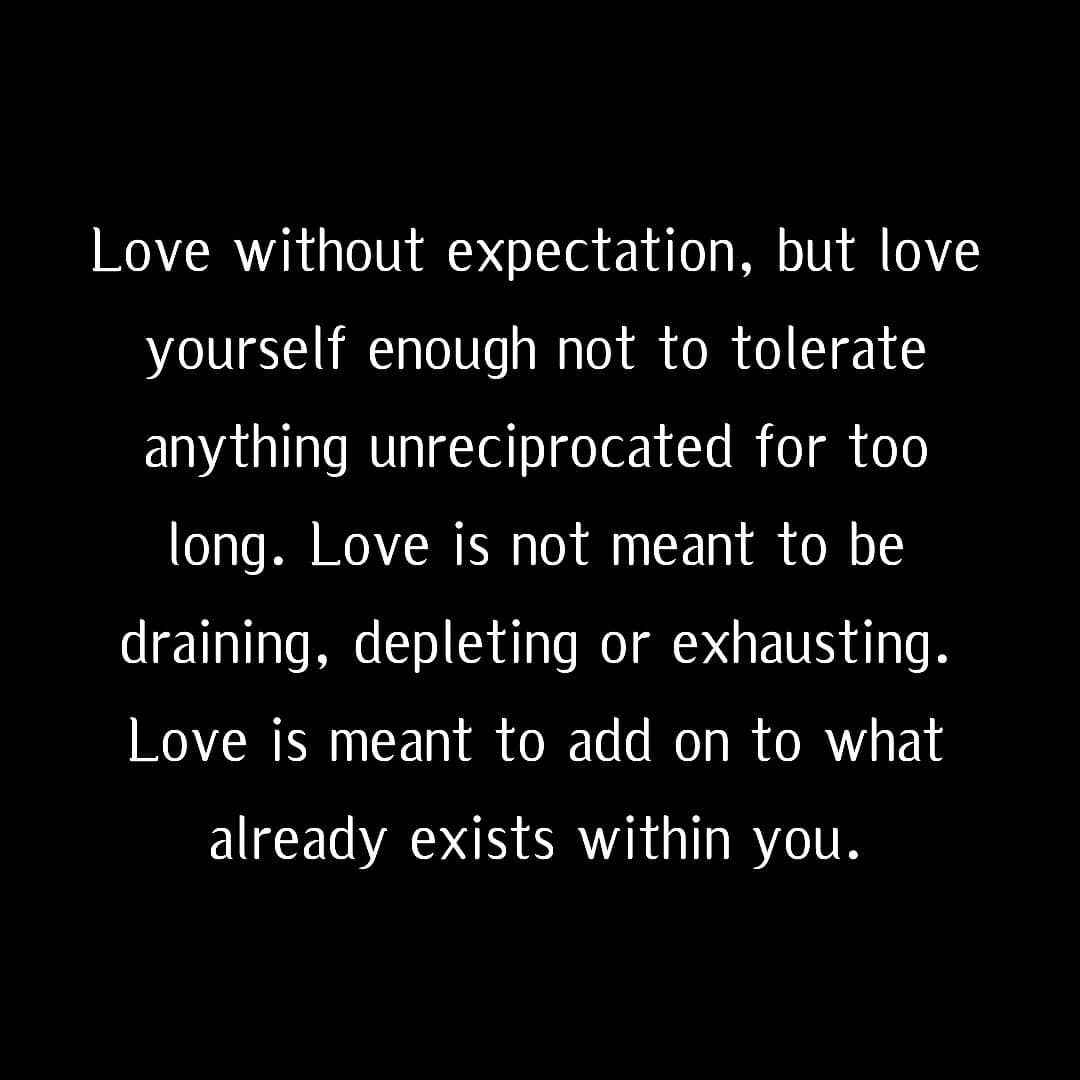 Love without expectation, but love
yourself enough not to tolerate
anything unreciprocated for too
long. Love is not meant to be
draining, depleting or exhausting.
Love is meant to add on to what
already exists within you.